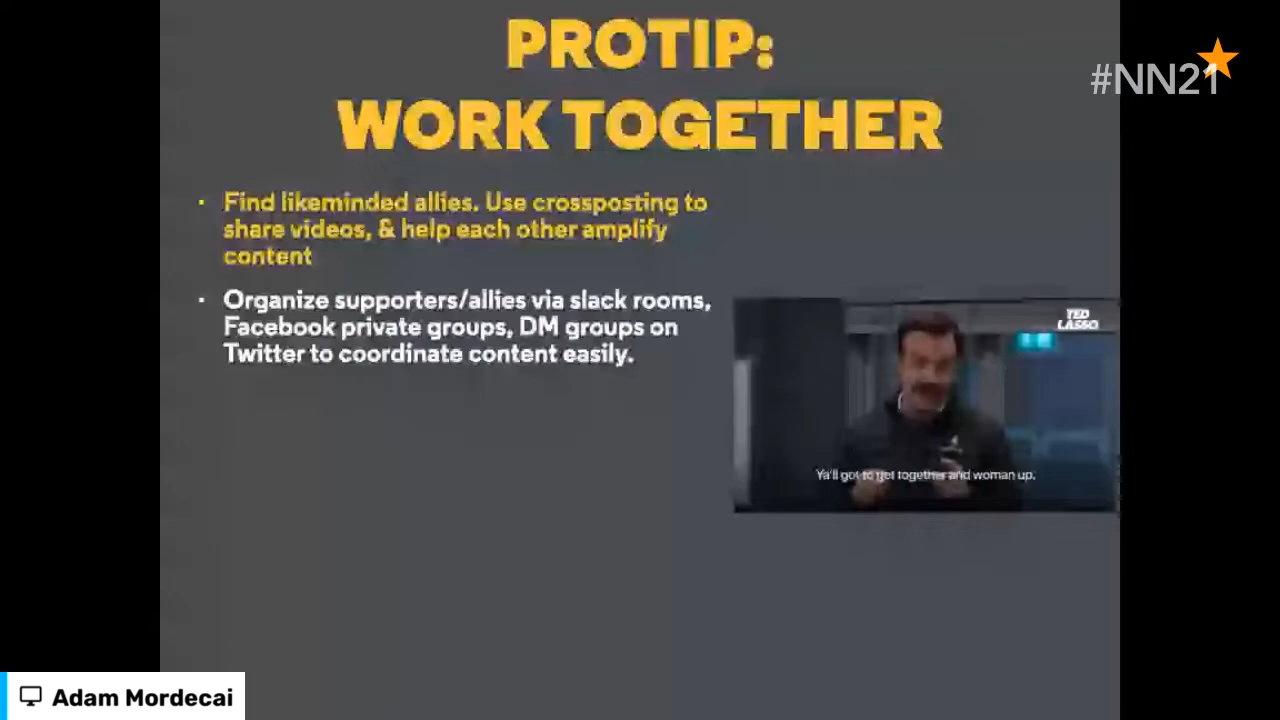 PROTIP:
WORK TOGETHER
#NN21
· Find likeminded allies. Use crossposting to
share videos, & help each other amplify
content
· Organize supporters/allies via slack rooms,
Facebook private groups, DM groups on
Twitter to coordinate content easily.
TED
LASSO
Ya'll got to get together and woman up.
Adam Mordecai